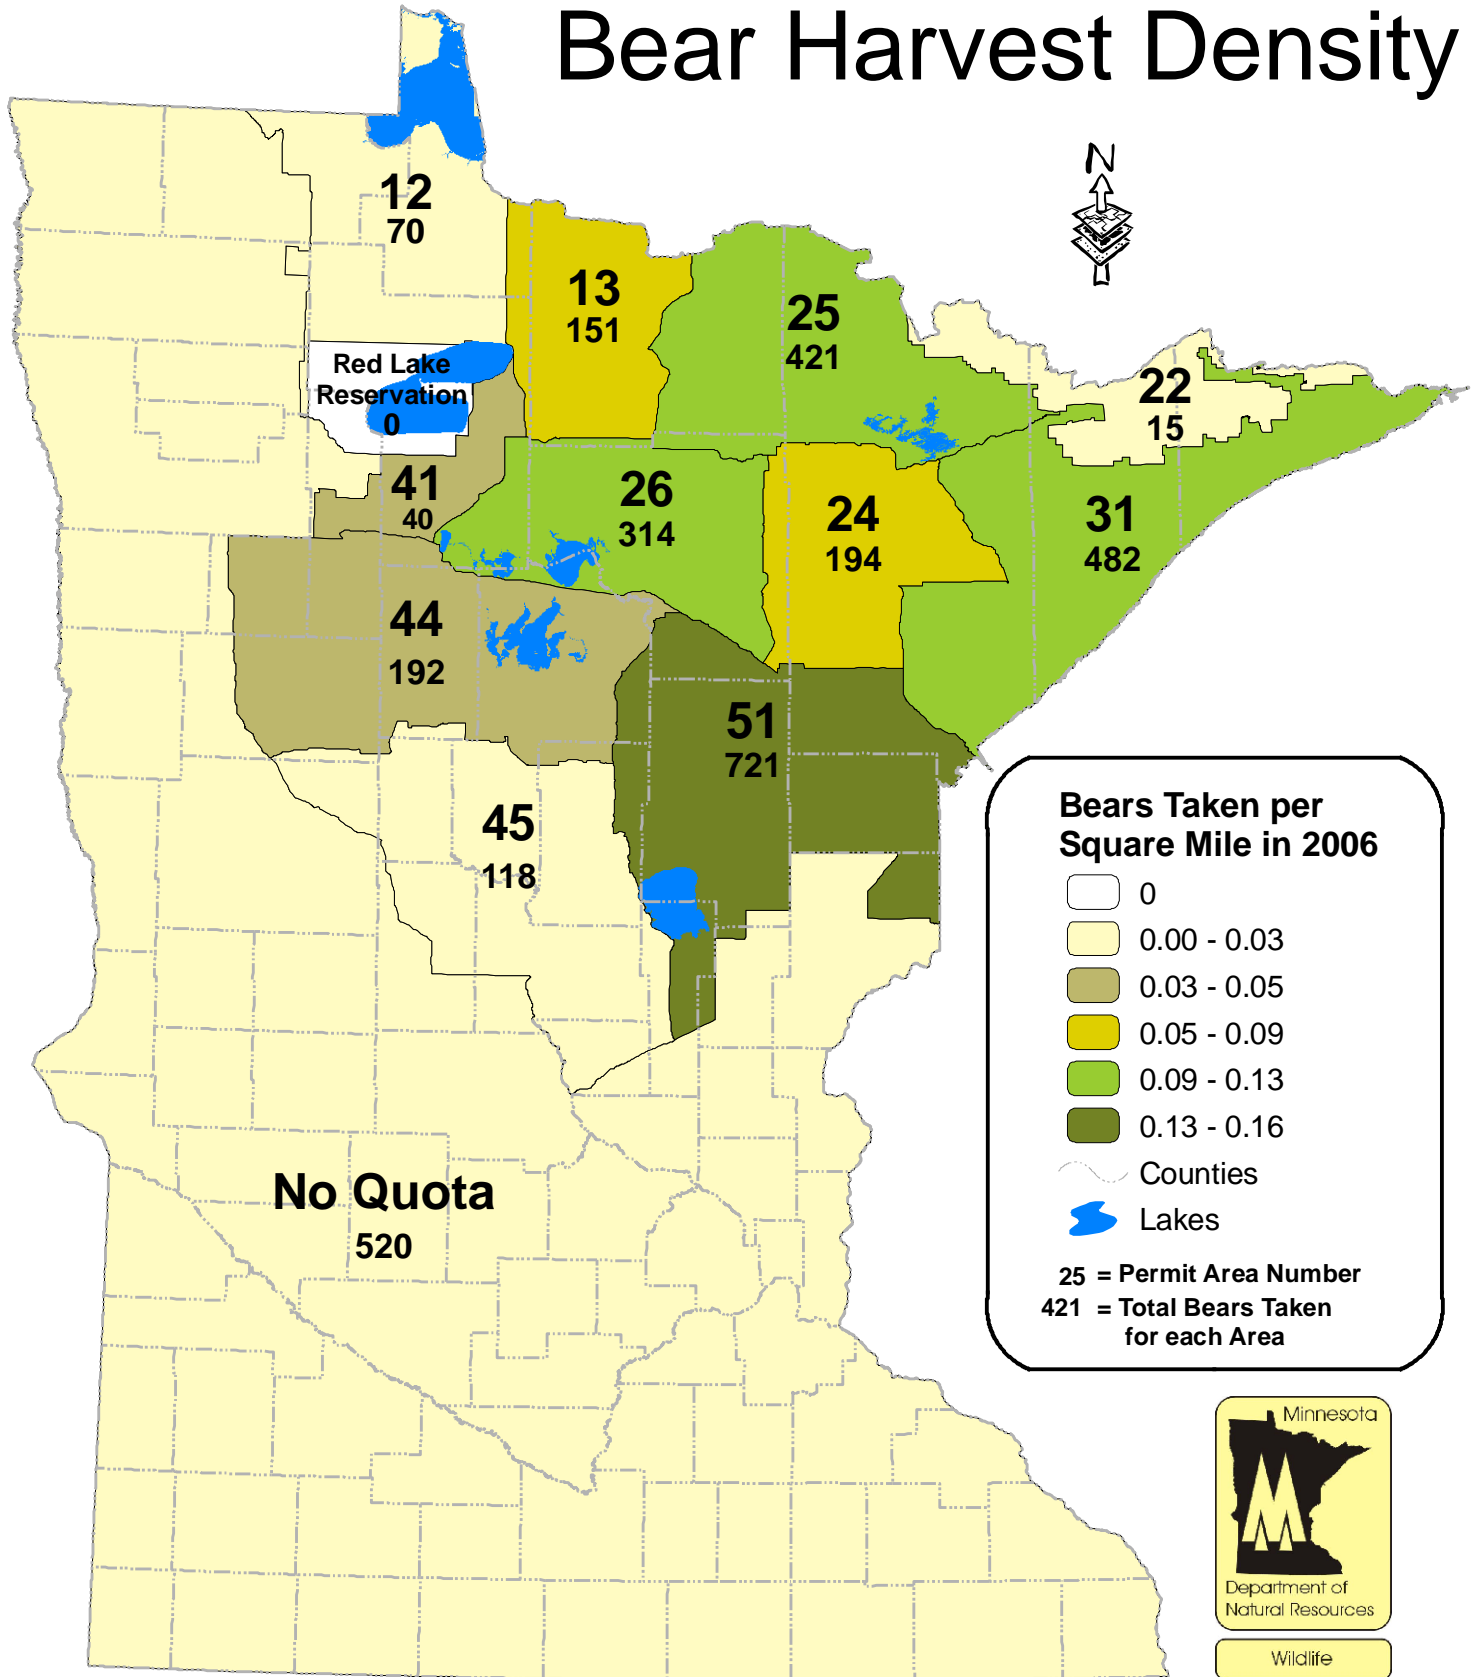 Bear Harvest Density
N
12
70
13
151
25
421
Red Lake
Reservation
0
22
15
41
40
26
314
24
194
31
482
44
192
51
721
45
118
No Quota
520
Bears Taken per
Square Mile in 2006
0
0.00 - 0.03
0.03 - 0.05
0.05 - 0.09
0.09 - 0.13
0.13 - 0.16
Counties
Lakes
25 = Permit Area Number
421 = Total Bears Taken
for each Area
Minnesota
Department of
Natural Resources
Wildlife